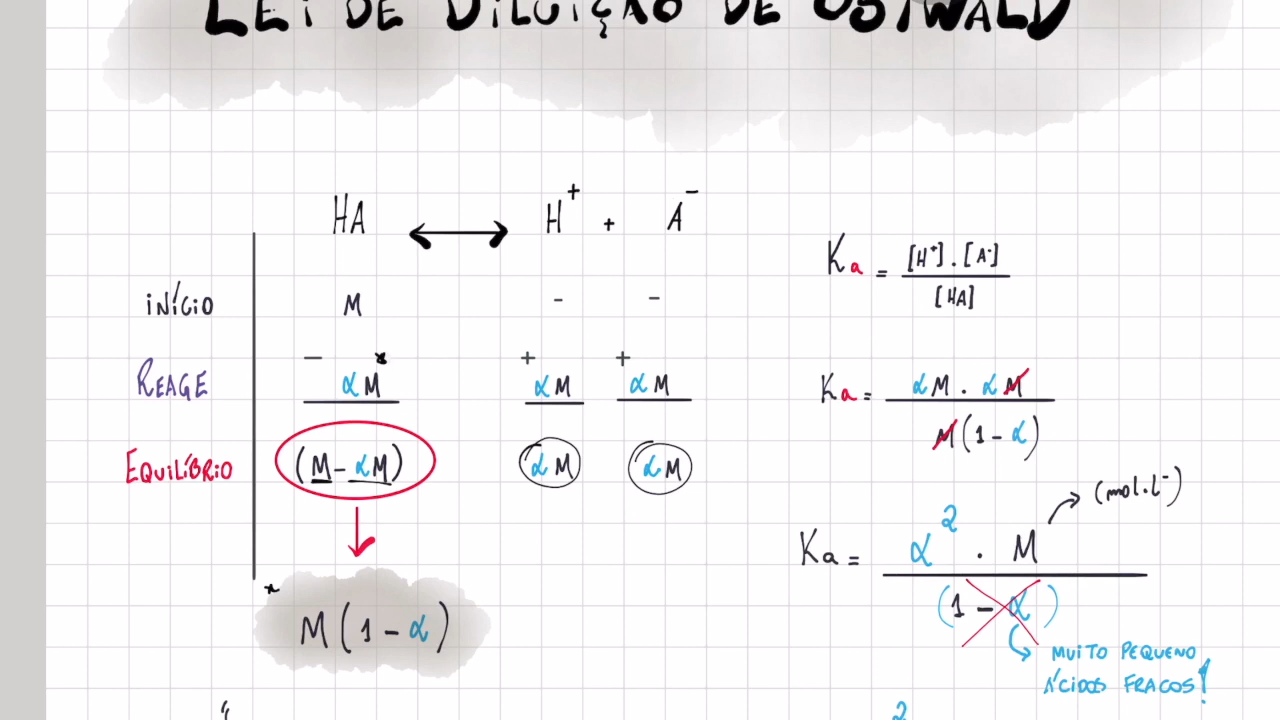 LEI DE DILUIÇÃO DE OSTWALD
HA ⟷ H⁺ + A⁻
INÍCIO M - -
REAGE − αM* + αM + αM
EQUILÍBRIO (M - αM) αM αM
* M(1 - α)
Ka = [H⁺].[A⁻] / [HA]
Ka = αM . αM / M(1 - α)
(mol.l⁻)
Ka = α² . M / (1 - α)
MUITO PEQUENO
ÁCIDOS FRACOS!
2